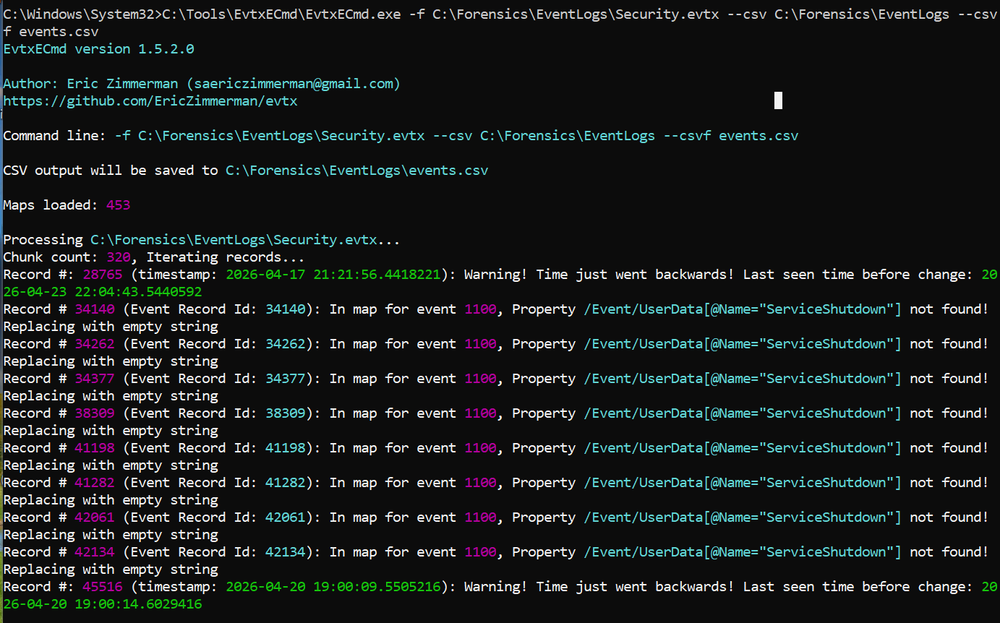 C:\Windows\System32>C:\Tools\EvtxECmd\EvtxECmd.exe -f C:\Forensics\EventLogs\Security.evtx --csv C:\Forensics\EventLogs --csv
f events.csv
EvtxECmd version 1.5.2.0
Author: Eric Zimmerman (saericzimmerman@gmail.com)
https://github.com/EricZimmerman/evtx
Command line: -f C:\Forensics\EventLogs\Security.evtx --csv C:\Forensics\EventLogs --csvf events.csv
CSV output will be saved to C:\Forensics\EventLogs\events.csv
Maps loaded: 453
Processing C:\Forensics\EventLogs\Security.evtx...
Chunk count: 320, Iterating records...
Record #: 28765 (timestamp: 2026-04-17 21:21:56.4418221): Warning! Time just went backwards! Last seen time before change: 20
26-04-23 22:04:43.5440592
Record # 34140 (Event Record Id: 34140): In map for event 1100, Property /Event/UserData[@Name="ServiceShutdown"] not found!
Replacing with empty string
Record # 34262 (Event Record Id: 34262): In map for event 1100, Property /Event/UserData[@Name="ServiceShutdown"] not found!
Replacing with empty string
Record # 34377 (Event Record Id: 34377): In map for event 1100, Property /Event/UserData[@Name="ServiceShutdown"] not found!
Replacing with empty string
Record # 38309 (Event Record Id: 38309): In map for event 1100, Property /Event/UserData[@Name="ServiceShutdown"] not found!
Replacing with empty string
Record # 41198 (Event Record Id: 41198): In map for event 1100, Property /Event/UserData[@Name="ServiceShutdown"] not found!
Replacing with empty string
Record # 41282 (Event Record Id: 41282): In map for event 1100, Property /Event/UserData[@Name="ServiceShutdown"] not found!
Replacing with empty string
Record # 42061 (Event Record Id: 42061): In map for event 1100, Property /Event/UserData[@Name="ServiceShutdown"] not found!
Replacing with empty string
Record # 42134 (Event Record Id: 42134): In map for event 1100, Property /Event/UserData[@Name="ServiceShutdown"] not found!
Replacing with empty string
Record #: 45516 (timestamp: 2026-04-20 19:00:09.5505216): Warning! Time just went backwards! Last seen time before change: 20
26-04-20 19:00:14.6029416